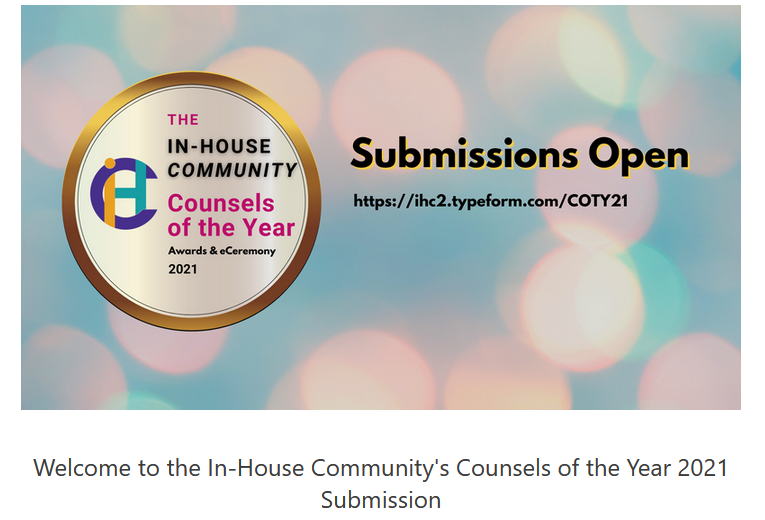 THE
IN-HOUSE
COMMUNITY
Counsels
of the Year
Awards & eCeremony
2021
iHC
Submissions Open
https://ihc2.typeform.com/COTY21
Welcome to the In-House Community's Counsels of the Year 2021
Submission